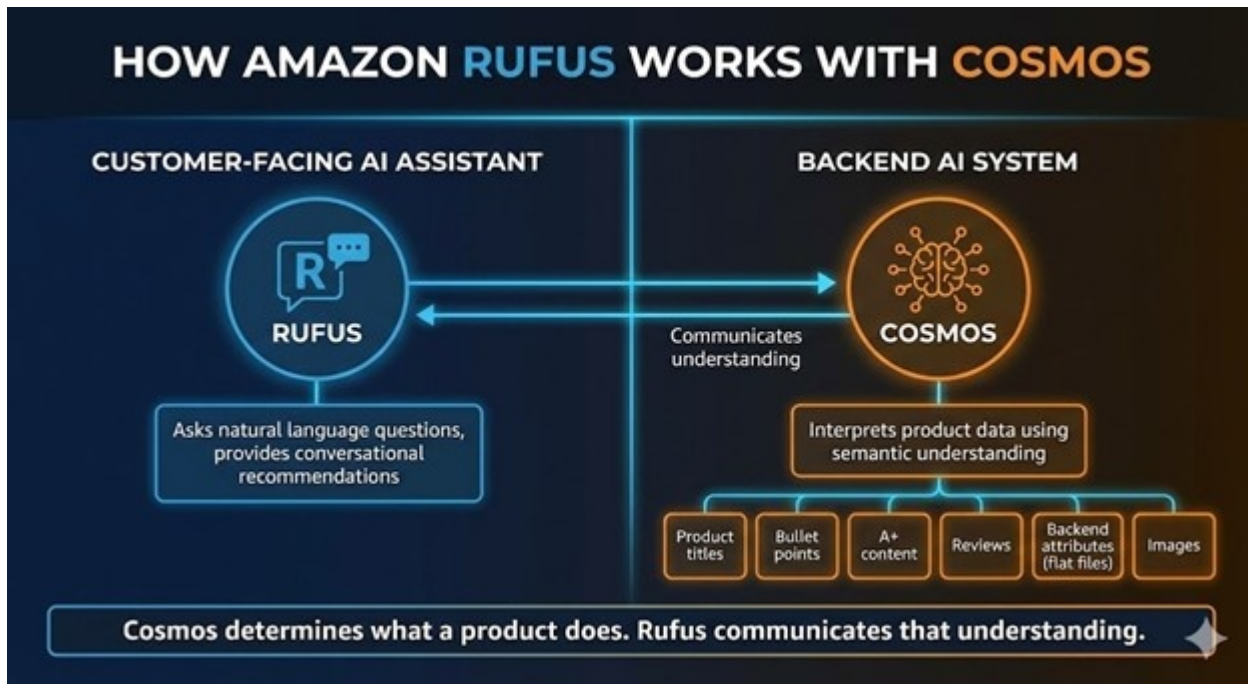 HOW AMAZON RUFUS WORKS WITH COSMOS
CUSTOMER-FACING AI ASSISTANT
R
RUFUS
Asks natural language questions,
provides conversational
recommendations
Communicates
understanding
BACKEND AI SYSTEM
COSMOS
Interprets product data using
semantic understanding
Product
titles
Bullet
points
A+
content
Reviews
Backend
attributes
(flat files)
Images
Cosmos determines what a product does. Rufus communicates that understanding.